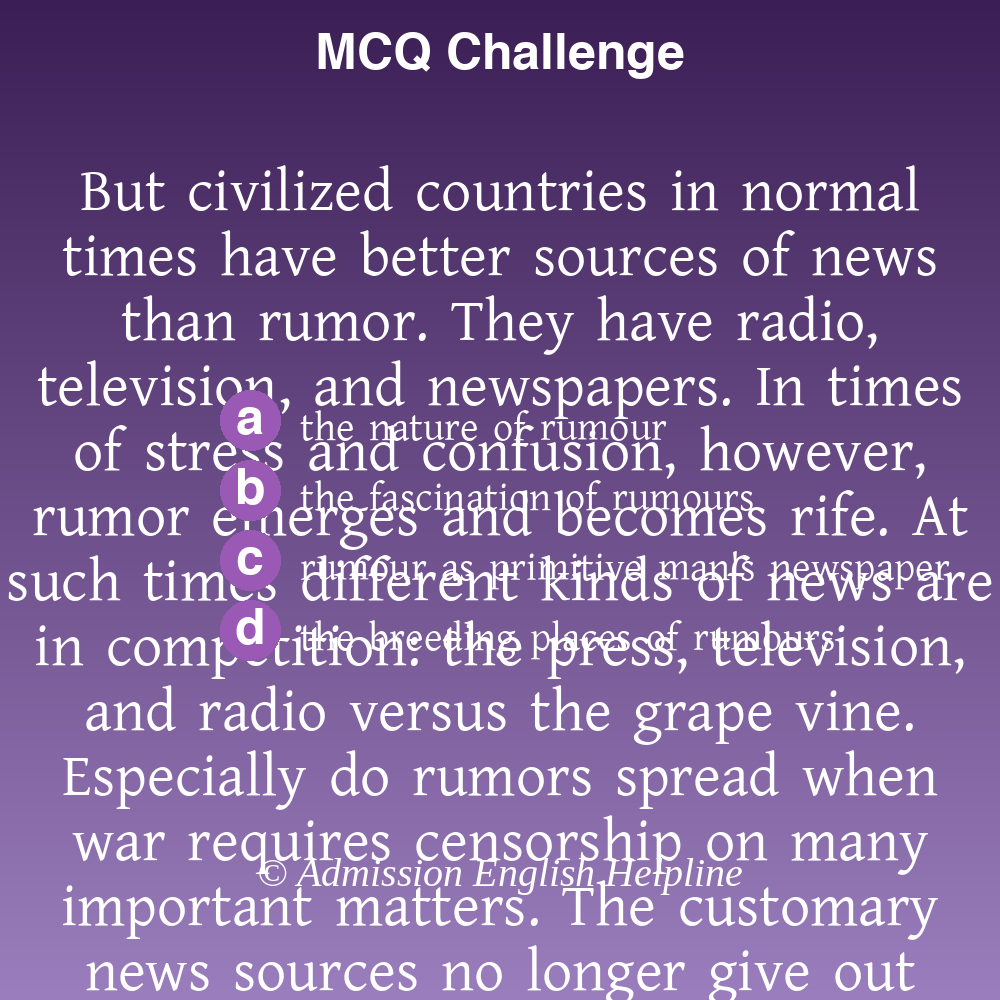 MCQ Challenge
But civilized countries in normal
times have better sources of news
than rumor. They have radio,
television, and newspapers. In times
of stress and confusion, however,
rumor emerges and becomes rife. At
such times different kinds of news are
in competition: the press, television,
and radio versus the grape vine.
Especially do rumors spread when
war requires censorship on many
important matters. The customary
news sources no longer give out
a the nature of rumour
b the fascination of rumours
c rumour as primitive man's newspaper
d the breeding places of rumours
© Admission English Helpline